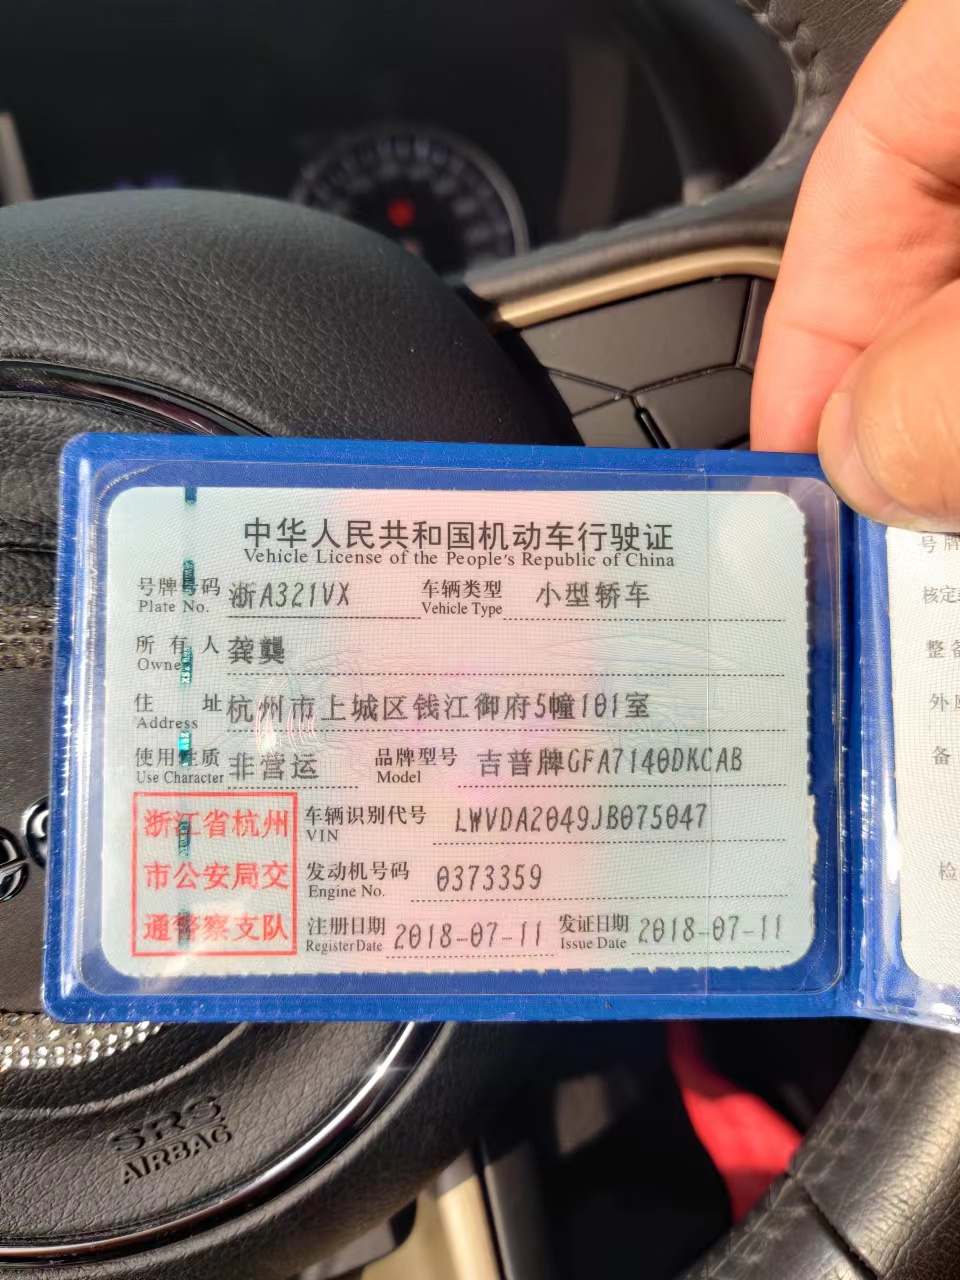 中华人民共和国机动车行驶证
Vehicle License of the People's Republic of China
号牌号码 浙A321VX 车辆类型 小型轿车
Plate No. Vehicle Type
所有人 龚龑
Owner
住址 杭州市上城区钱江御府5幢101室
Address
使用性质 非营运 品牌型号 吉普牌GFA7140DKCAB
Use Character Model
浙江省杭州
市公安局交
通警察支队
车辆识别代号 LWVDA2049JB075047
VIN
发动机号码 0373359
Engine No.
注册日期 2018-07-11 发证日期 2018-07-11
Register Date Issue Date
号牌
核定
整备
外
备
检
SRS
AIRBAG